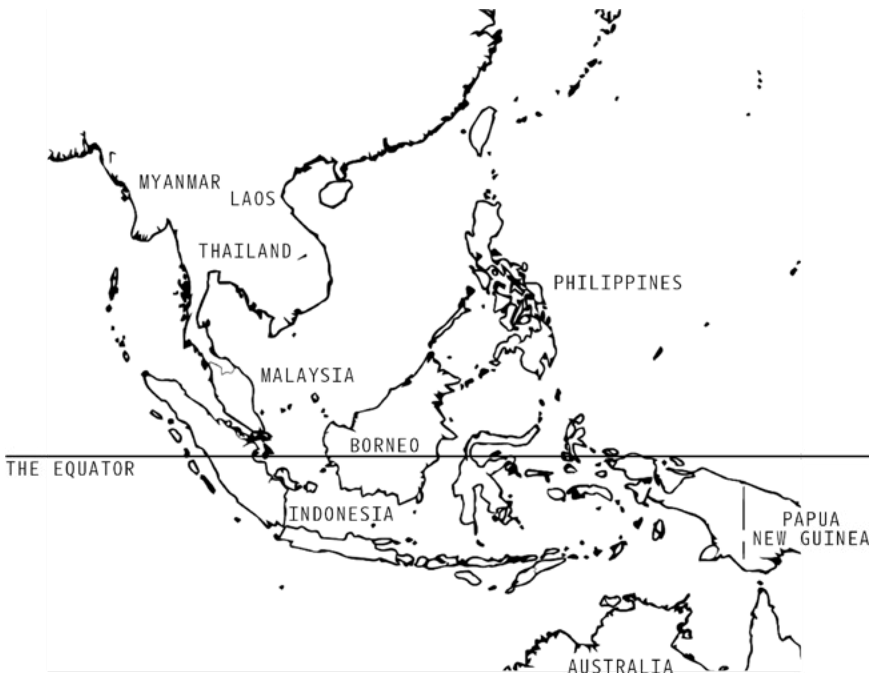 MYANMAR
LAOS
THAILAND
PHILIPPINES
MALAYSIA
BORNEO
THE EQUATOR
INDONESIA
PAPUA
NEW GUINEA
AUSTRALIA